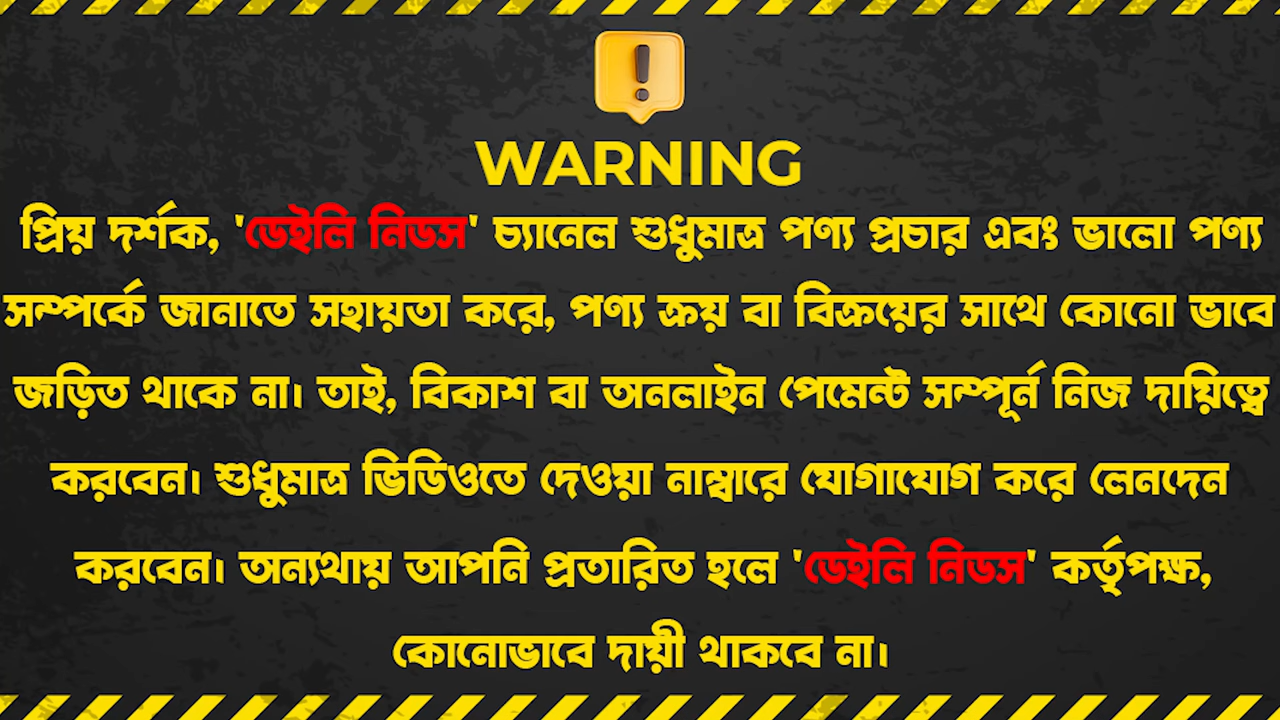 WARNING
প্রিয় দর্শক, 'ডেইলি নিডস' চ্যানেল শুধুমাত্র পণ্য প্রচার এবং ভালো পণ্য
সম্পর্কে জানাতে সহায়তা করে, পণ্য ক্রয় বা বিক্রয়ের সাথে কোনো ভাবে
জড়িত থাকে না। তাই, বিকাশ বা অনলাইন পেমেন্ট সম্পূর্ন নিজ দায়িত্বে
করবেন। শুধুমাত্র ভিডিওতে দেওয়া নাম্বারে যোগাযোগ করে লেনদেন
করবেন। অন্যথায় আপনি প্রতারিত হলে 'ডেইলি নিডস' কর্তৃপক্ষ,
কোনোভাবে দায়ী থাকবে না।